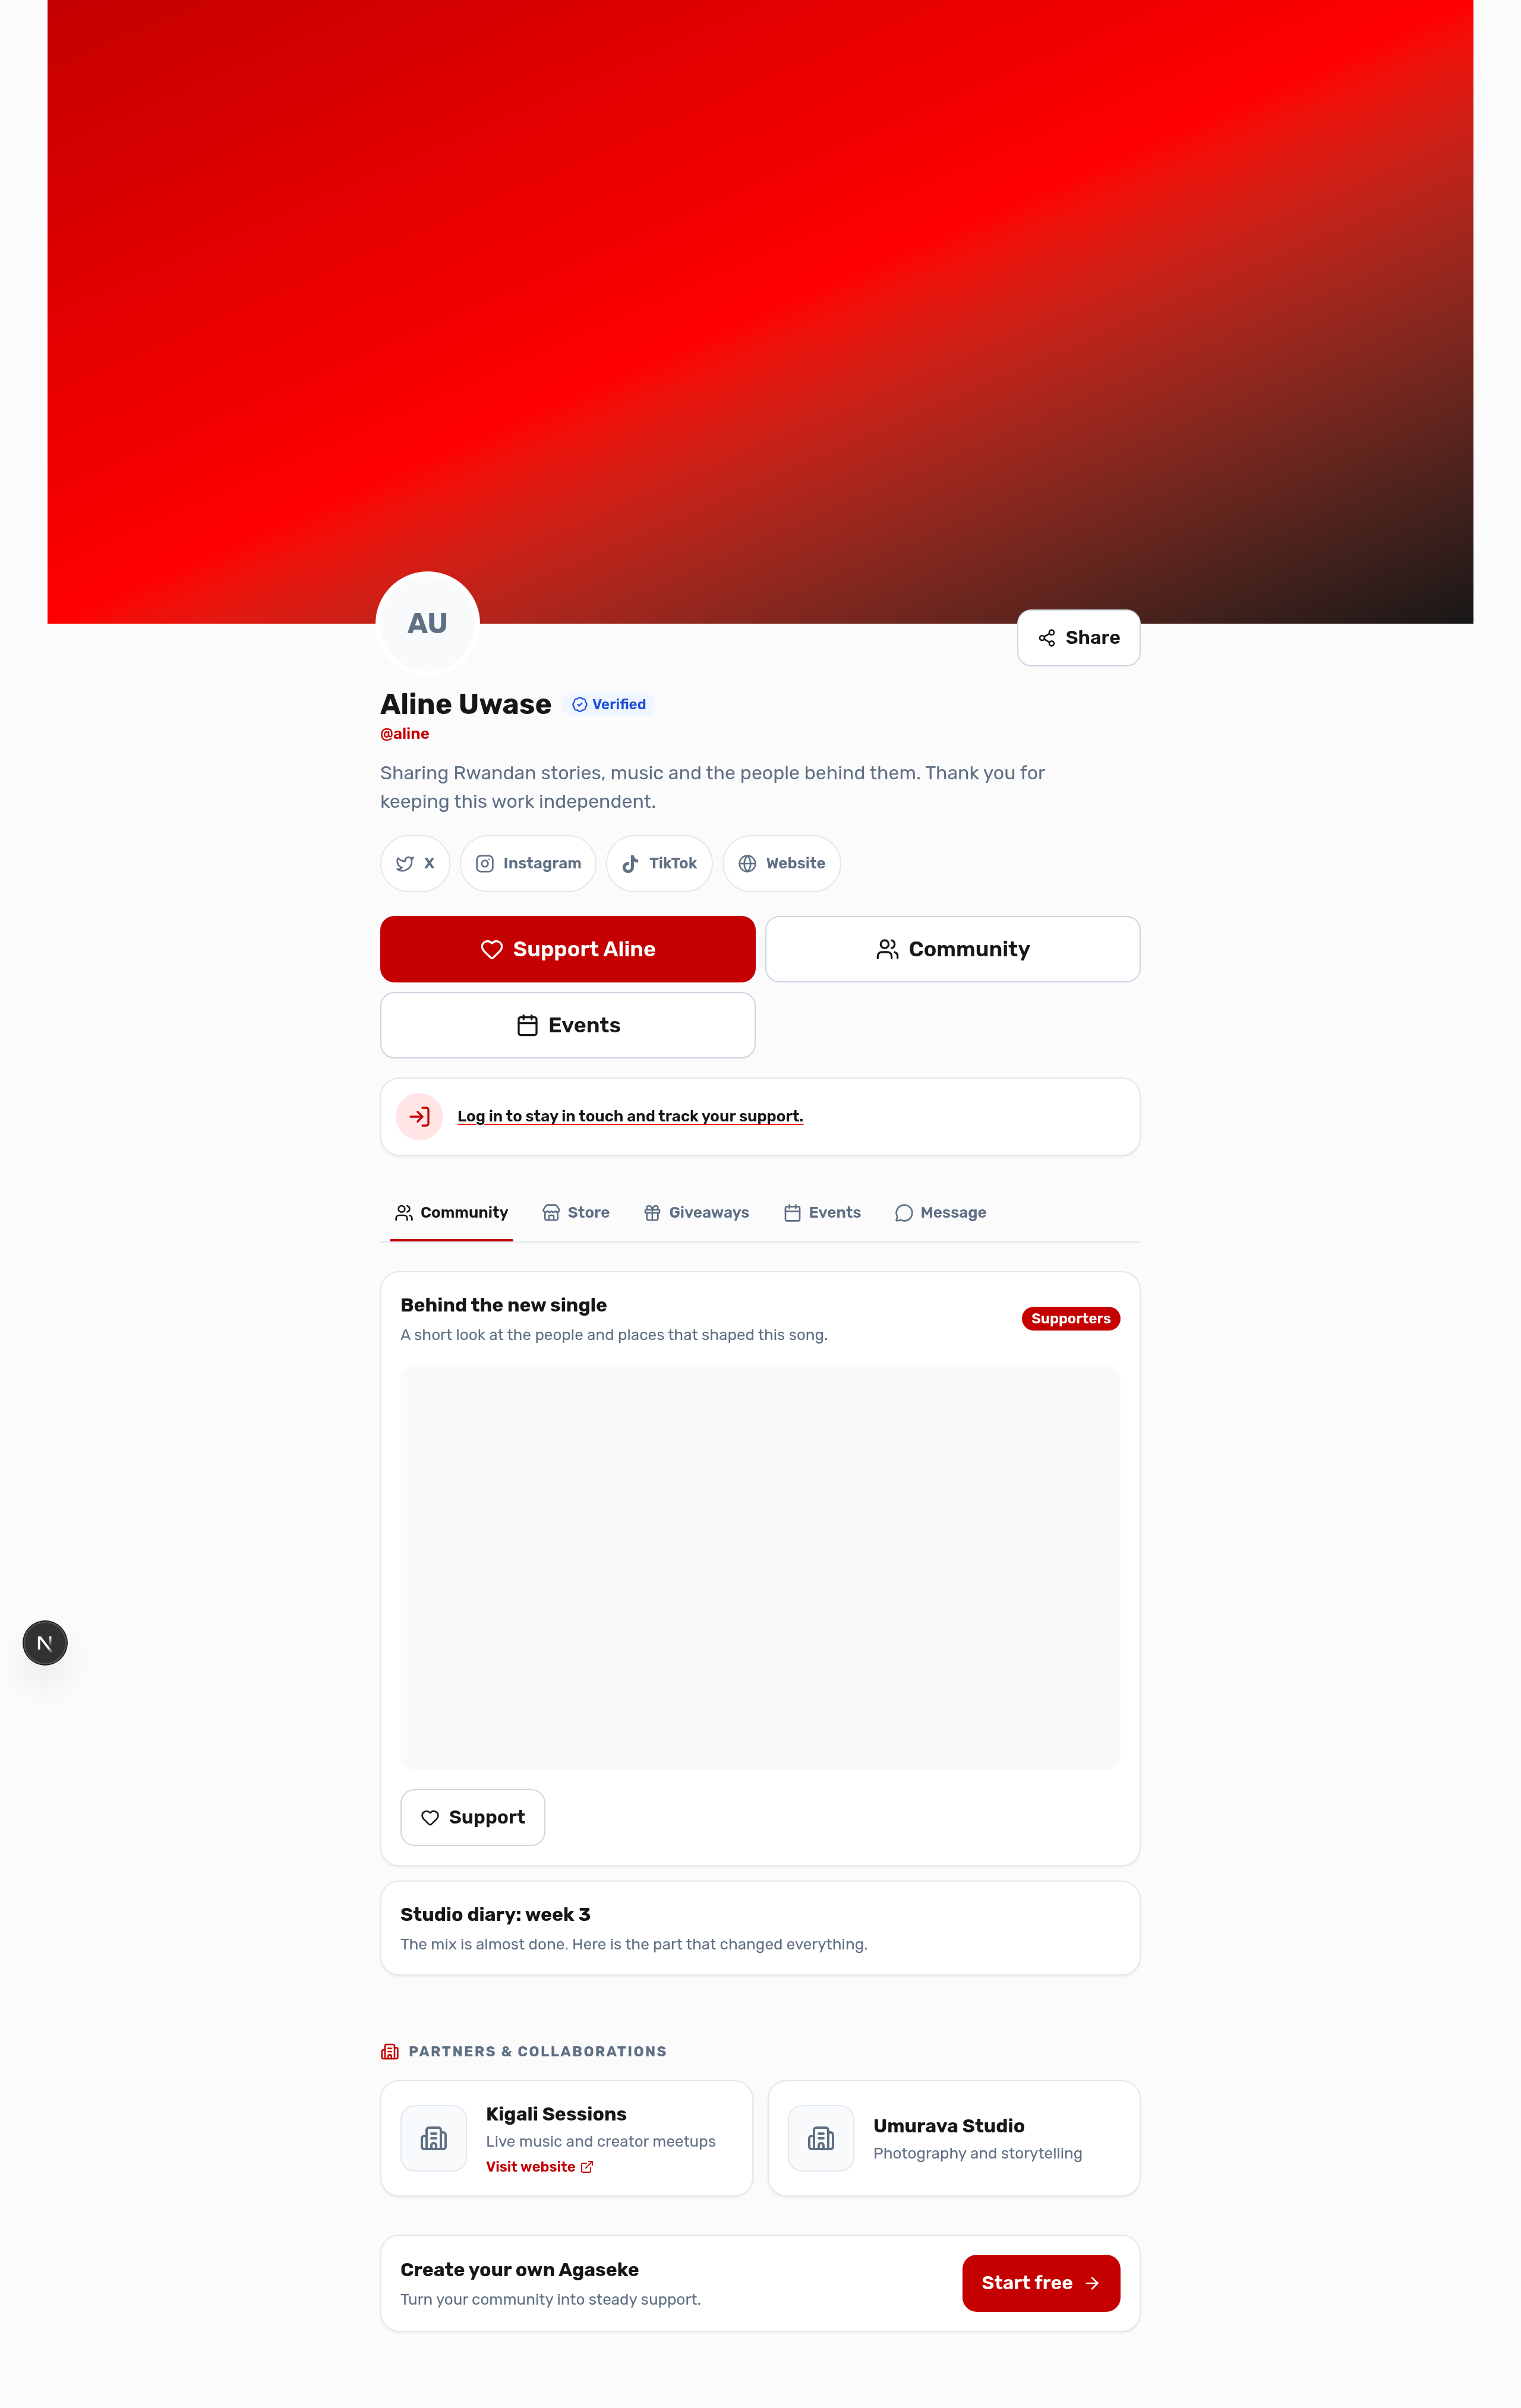 AU
Share
Aline Uwase
Verified
@aline
Sharing Rwandan stories, music and the people behind them. Thank you for
keeping this work independent.
X
Instagram
TikTok
Website
Support Aline
Community
Events
Log in to stay in touch and track your support.
Community
Store
Giveaways
Events
Message
Behind the new single
A short look at the people and places that shaped this song.
Supporters
N
Support
Studio diary: week 3
The mix is almost done. Here is the part that changed everything.
PARTNERS & COLLABORATIONS
Kigali Sessions
Live music and creator meetups
Visit website
Umurava Studio
Photography and storytelling
Create your own Agaseke
Turn your community into steady support.
Start free